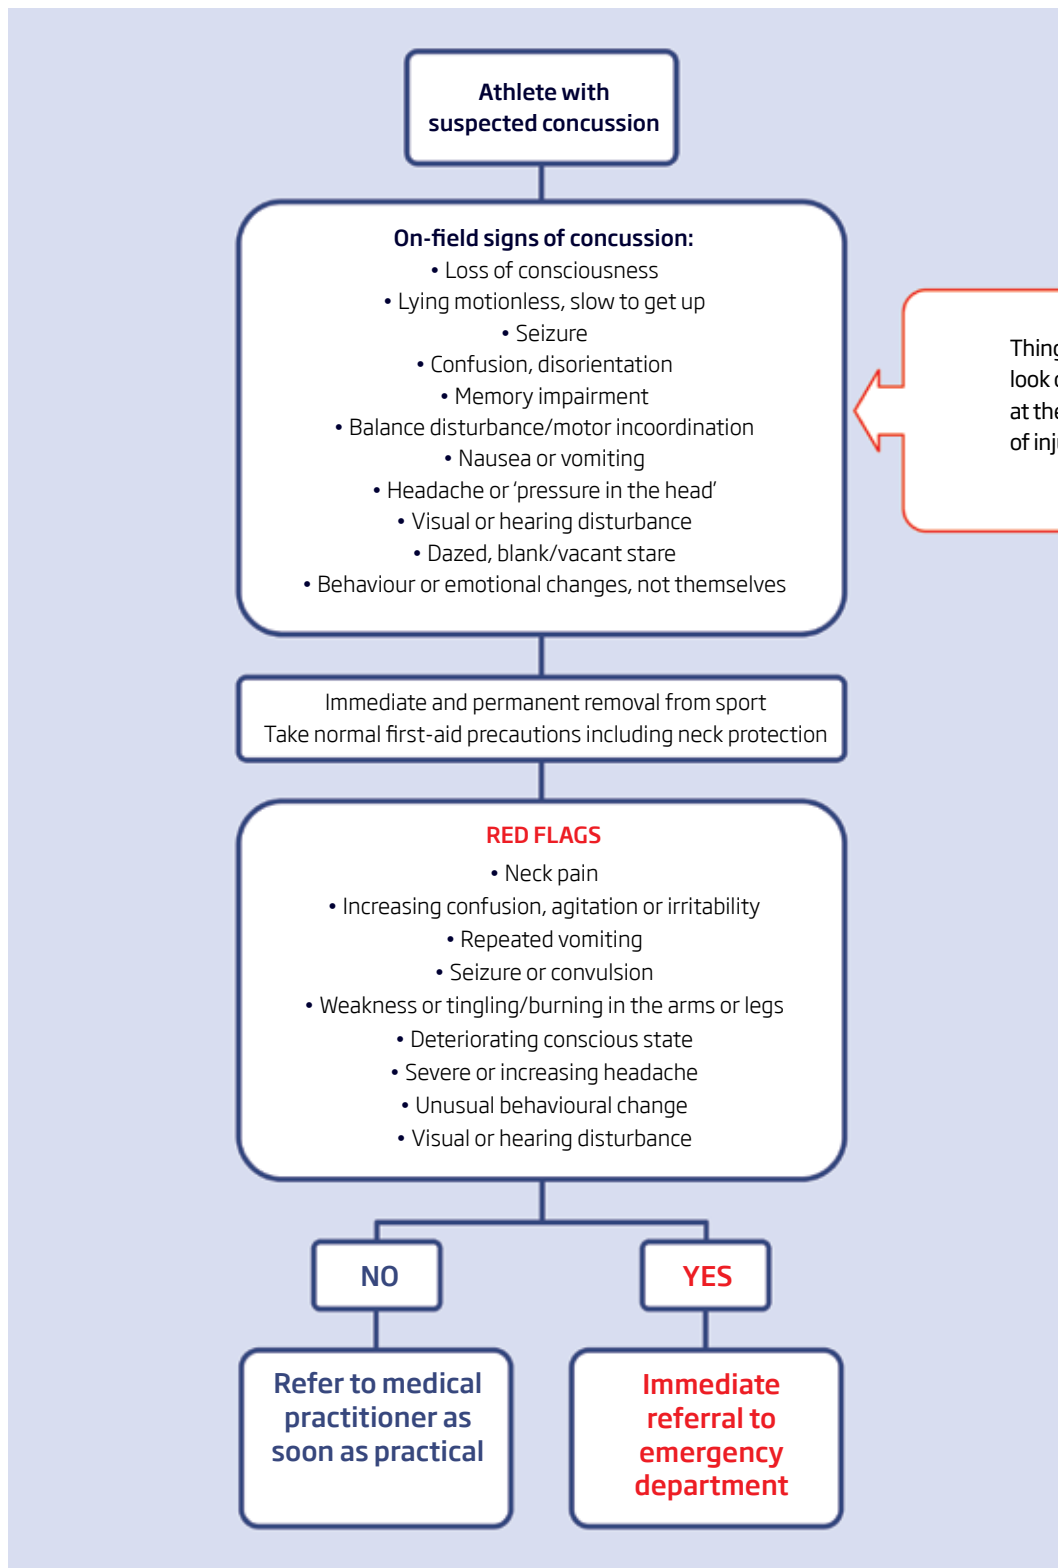 Athlete with
suspected concussion
On-field signs of concussion:
• Loss of consciousness
• Lying motionless, slow to get up
• Seizure
• Confusion, disorientation
• Memory impairment
• Balance disturbance/motor incoordination
• Nausea or vomiting
• Headache or ‘pressure in the head’
• Visual or hearing disturbance
• Dazed, blank/vacant stare
• Behaviour or emotional changes, not themselves
look
at
of
Immediate and permanent removal from sport
Take normal first-aid precautions including neck protection
RED FLAGS
• Neck pain
• Increasing confusion, agitation or irritability
• Repeated vomiting
• Seizure or convulsion
• Weakness or tingling/burning in the arms or legs
• Deteriorating conscious state
• Severe or increasing headache
• Unusual behavioural change
• Visual or hearing disturbance
NO
YES
Refer to medical
practitioner as
soon as practical
Immediate
referral to
emergency
department